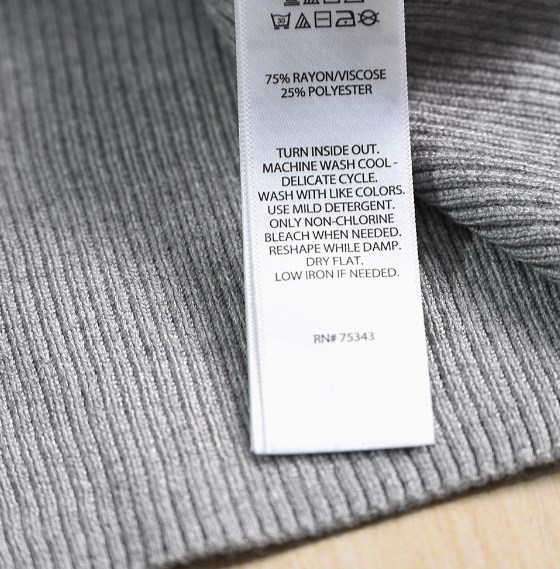 30
75% RAYON/VISCOSE
25% POLYESTER
TURN INSIDE OUT.
MACHINE WASH COOL -
DELICATE CYCLE.
WASH WITH LIKE COLORS.
USE MILD DETERGENT.
ONLY NON-CHLORINE
BLEACH WHEN NEEDED.
RESHAPE WHILE DAMP.
DRY FLAT.
LOW IRON IF NEEDED.
RN# 75343